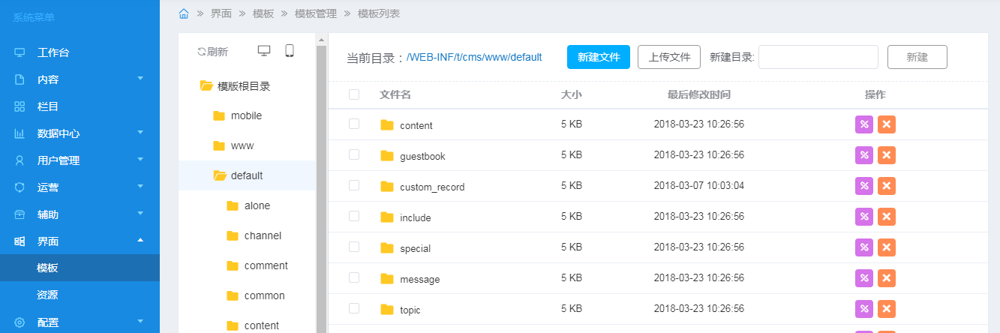 系统菜单
工作台
内容
栏目
数据中心
用户管理
运营
辅助
界面
模板
资源
配置
界面 » 模板 » 模板管理 » 模板列表
刷新
模版根目录
mobile
www
default
alone
channel
comment
common
content
当前目录：/WEB-INF/t/cms/www/default 新建文件 上传文件 新建目录: 新建
文件名 大小 最后修改时间 操作
content 5 KB 2018-03-23 10:26:56
guestbook 5 KB 2018-03-23 10:26:56
custom_record 5 KB 2018-03-07 10:03:04
include 5 KB 2018-03-23 10:26:56
special 5 KB 2018-03-23 10:26:56
message 5 KB 2018-03-23 10:26:56
topic 5 KB 2018-03-23 10:26:56